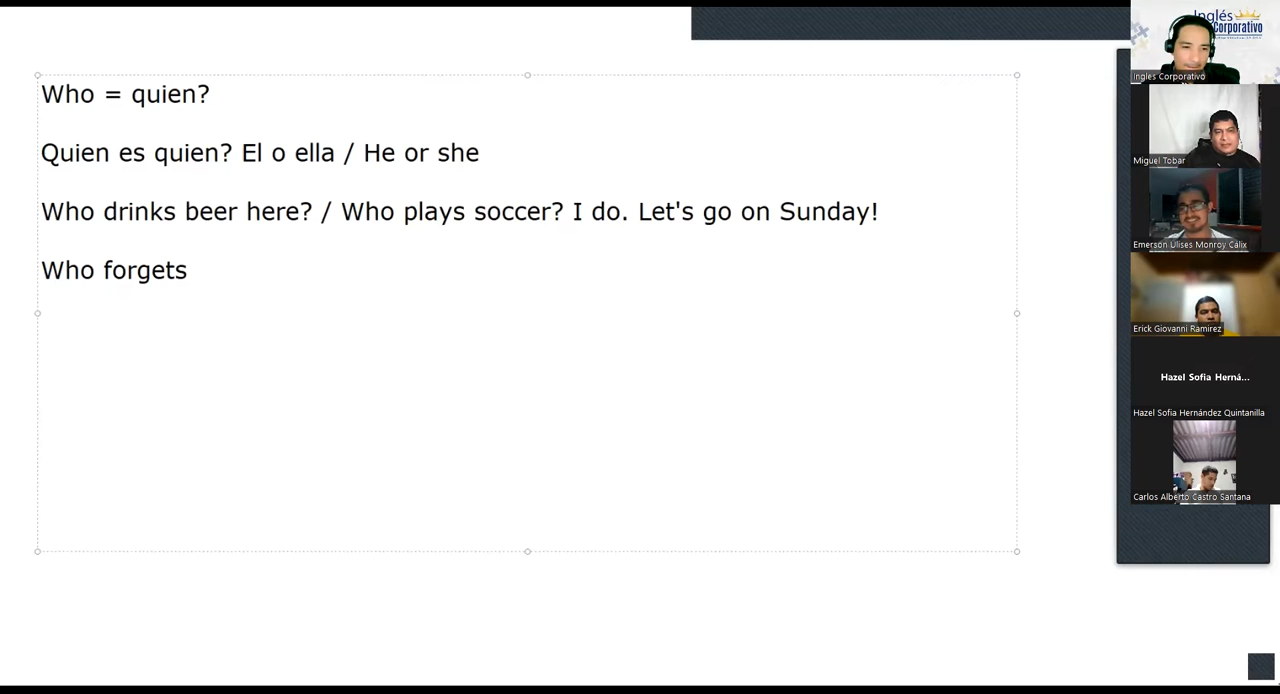 Who = quien?
Quien es quien? El o ella / He or she
Who drinks beer here? / Who plays soccer? I do. Let's go on Sunday!
Who forgets
Inglés
Corporativo
Ingles Corporativo
Miguel Tobar
Emerson Ulises Monroy Calix
Erick Giovanni Ramirez
Hazel Sofia Herná...
Hazel Sofia Hernández Quintanilla
Carlos Alberto Castro Santana